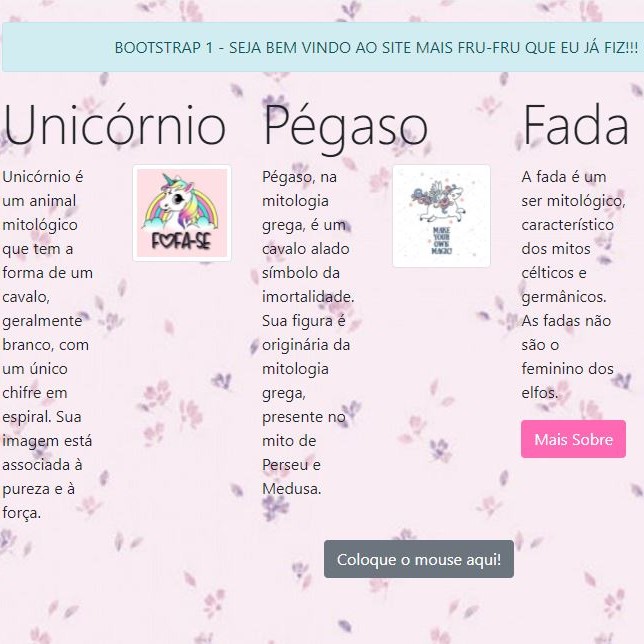 BOOTSTRAP 1 - SEJA BEM VINDO AO SITE MAIS FRU-FRU QUE EU JÁ FIZ!!!
Unicórnio
Unicórnio é
um animal
mitológico
que tem a
forma de um
cavalo,
geralmente
branco, com
um único
chifre em
espiral. Sua
imagem está
associada à
pureza e à
força.
FOFA-SE
Pégaso
Pégaso, na
mitologia
grega, é um
cavalo alado
símbolo da
imortalidade.
Sua figura é
originária da
mitologia
grega,
presente no
mito de
Perseu e
Medusa.
MAKE
YOUR
OWN
MAGIC!
Fada
A fada é um
ser mitológico,
característico
dos mitos
célticos e
germânicos.
As fadas não
são o
feminino dos
elfos.
Mais Sobre
Coloque o mouse aqui!